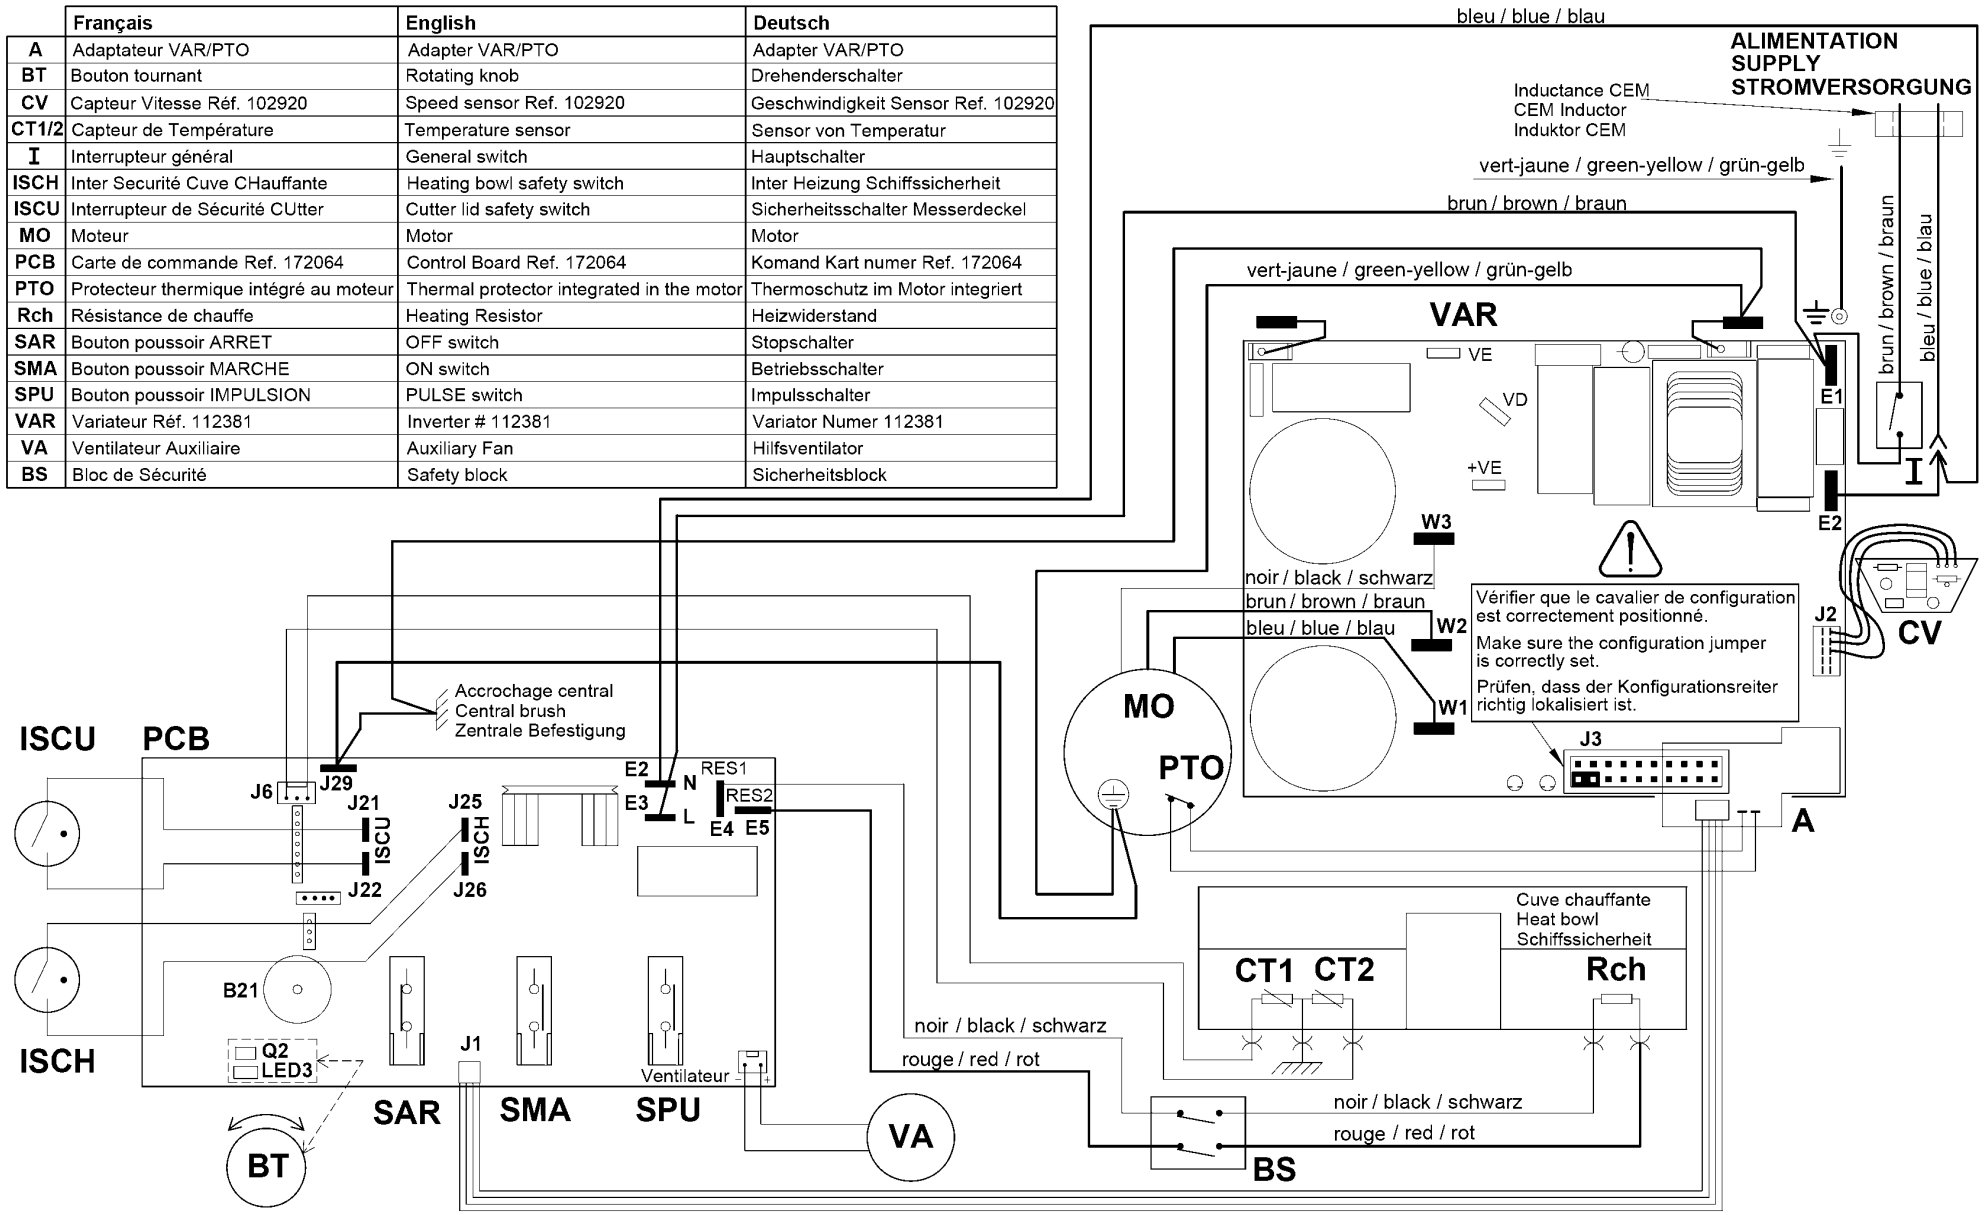 Français English Deutsch
A Adaptateur VAR/PTO Adapter VAR/PTO Adapter VAR/PTO
BT Bouton tournant Rotating knob Drehenderschalter
CV Capteur Vitesse Réf. 102920 Speed sensor Ref. 102920 Geschwindigkeit Sensor Ref. 102920
CT1/2 Capteur de Température Temperature sensor Sensor von Temperatur
I Interrupteur général General switch Hauptschalter
ISCH Inter Securité Cuve CHauffante Heating bowl safety switch Inter Heizung Schiffssicherheit
ISCU Interrupteur de Sécurité CUtter Cutter lid safety switch Sicherheitsschalter Messerdeckel
MO Moteur Motor Motor
PCB Carte de commande Ref. 172064 Control Board Ref. 172064 Komand Kart numer Ref. 172064
PTO Protecteur thermique intégré au moteur Thermal protector integrated in the motor Thermoschutz im Motor integriert
Rch Résistance de chauffe Heating Resistor Heizwiderstand
SAR Bouton poussoir ARRET OFF switch Stopschalter
SMA Bouton poussoir MARCHE ON switch Betriebsschalter
SPU Bouton poussoir IMPULSION PULSE switch Impulsschalter
VAR Variateur Réf. 112381 Inverter # 112381 Variator Numer 112381
VA Ventilateur Auxiliaire Auxiliary Fan Hilfsventilator
BS Bloc de Sécurité Safety block Sicherheitsblock
bleu / blue / blau
ALIMENTATION
SUPPLY
STROMVERSORGUNG
Inductance CEM
CEM Inductor
Induktor CEM
vert-jaune / green-yellow / grün-gelb
brun / brown / braun
vert-jaune / green-yellow / grün-gelb
brun / brown / braun
bleu / blue / blau
VAR
VE
VD
+VE
E1
I
E2
W3
noir / black / schwarz
brun / brown / braun
bleu / blue / blau
W2
W1
Vérifier que le cavalier de configuration
est correctement positionné.
Make sure the configuration jumper
is correctly set.
Prüfen, dass der Konfigurationsreiter
richtig lokalisiert ist.
J2
CV
J3
A
MO
PTO
Accrochage central
Central brush
Zentrale Befestigung
ISCU
PCB
J6
J29
J21
ISCU
J22
J25
ISCH
J26
E2
N
E3
L
RES1
RES2
E4
E5
B21
ISCH
Q2
LED3
J1
Ventilateur
- +
SAR
SMA
SPU
BT
VA
Cuve chauffante
Heat bowl
Schiffssicherheit
CT1
CT2
Rch
noir / black / schwarz
rouge / red / rot
noir / black / schwarz
rouge / red / rot
BS